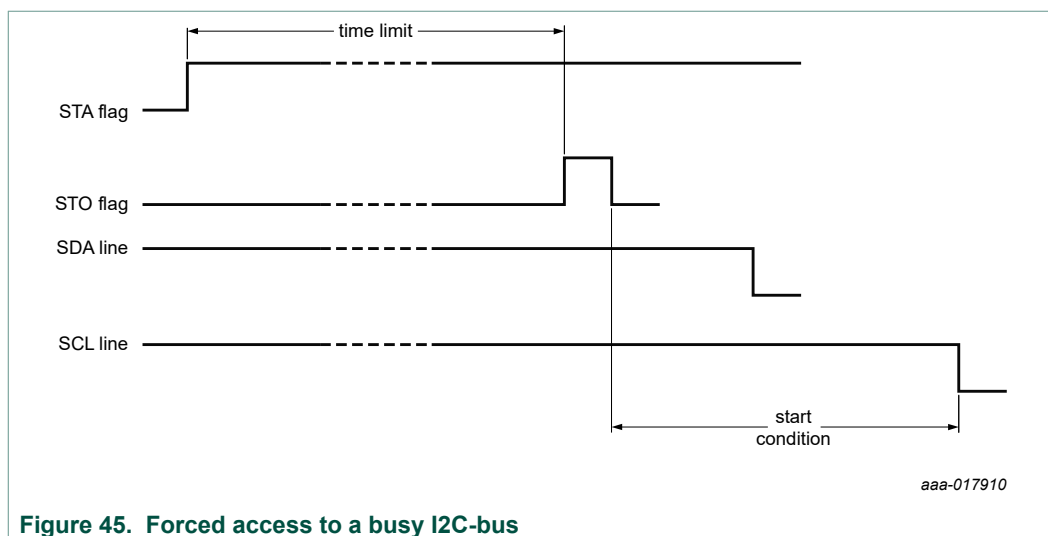 time limit
STA flag
STO flag
SDA line
SCL line
start
condition
aaa-017910
Figure 45. Forced access to a busy I2C-bus